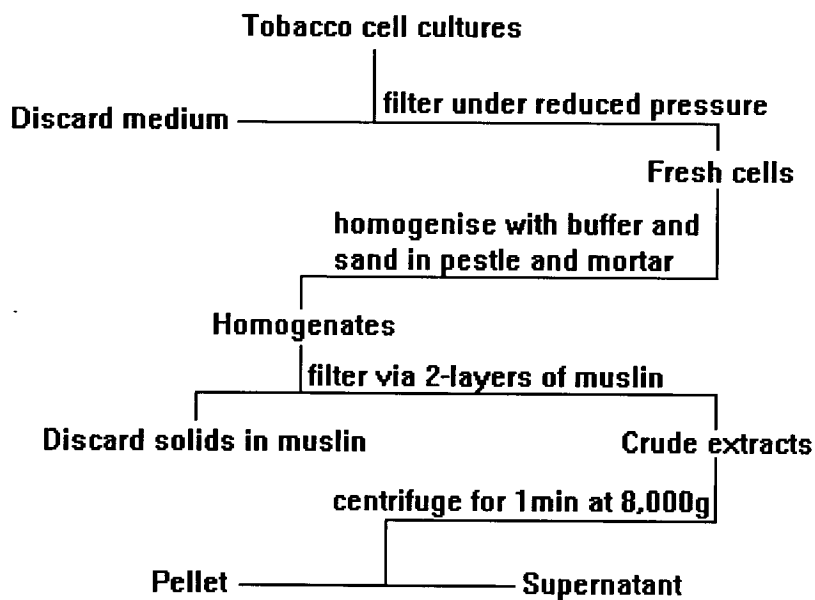 Tobacco cell cultures
filter under reduced pressure
Discard medium
Fresh cells
homogenise with buffer and
sand in pestle and mortar
Homogenates
filter via 2-layers of muslin
Discard solids in muslin
Crude extracts
centrifuge for 1min at 8,000g
Pellet
Supernatant